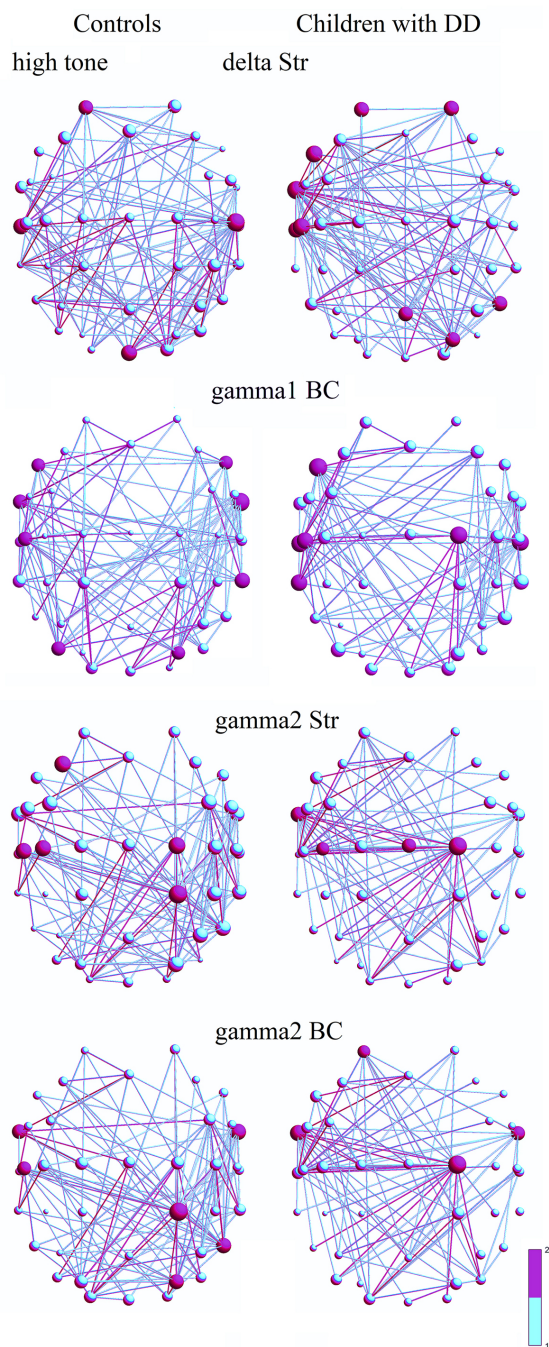 Controls Children with DD
high tone delta Str
gamma1 BC
gamma2 Str
gamma2 BC
2
1